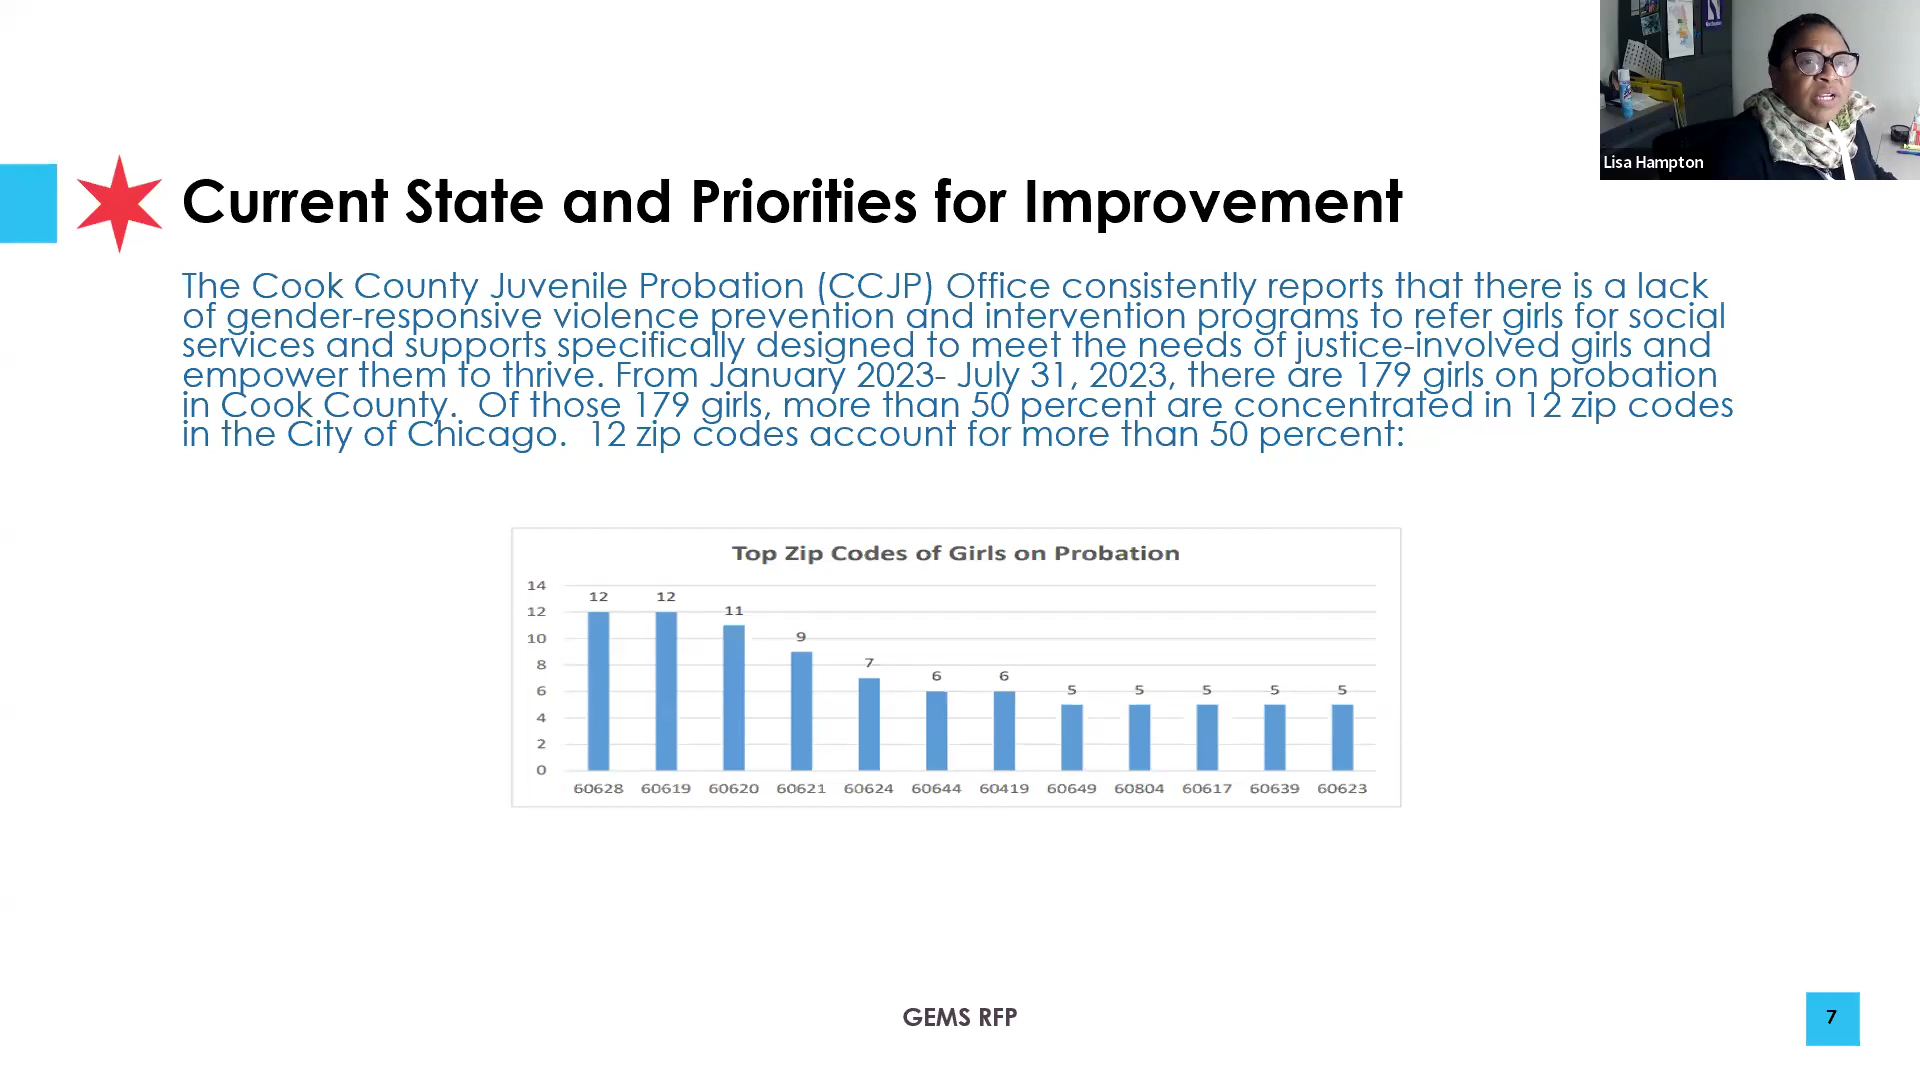 Lisa Hampton
Current State and Priorities for Improvement
The Cook County Juvenile Probation (CCJP) Office consistently reports that there is a lack
of gender-responsive violence prevention and intervention programs to refer girls for social
services and supports specifically designed to meet the needs of justice-involved girls and
empower them to thrive. From January 2023- July 31, 2023, there are 179 girls on probation
in Cook County.  Of those 179 girls, more than 50 percent are concentrated in 12 zip codes
in the City of Chicago.  12 zip codes account for more than 50 percent:
Top Zip Codes of Girls on Probation
14
12
10
8
6
4
2
0
12 12 11 9 7 6 6 5 5 5 5 5
60628 60619 60620 60621 60624 60644 60419 60649 60804 60617 60639 60623
GEMS RFP
7